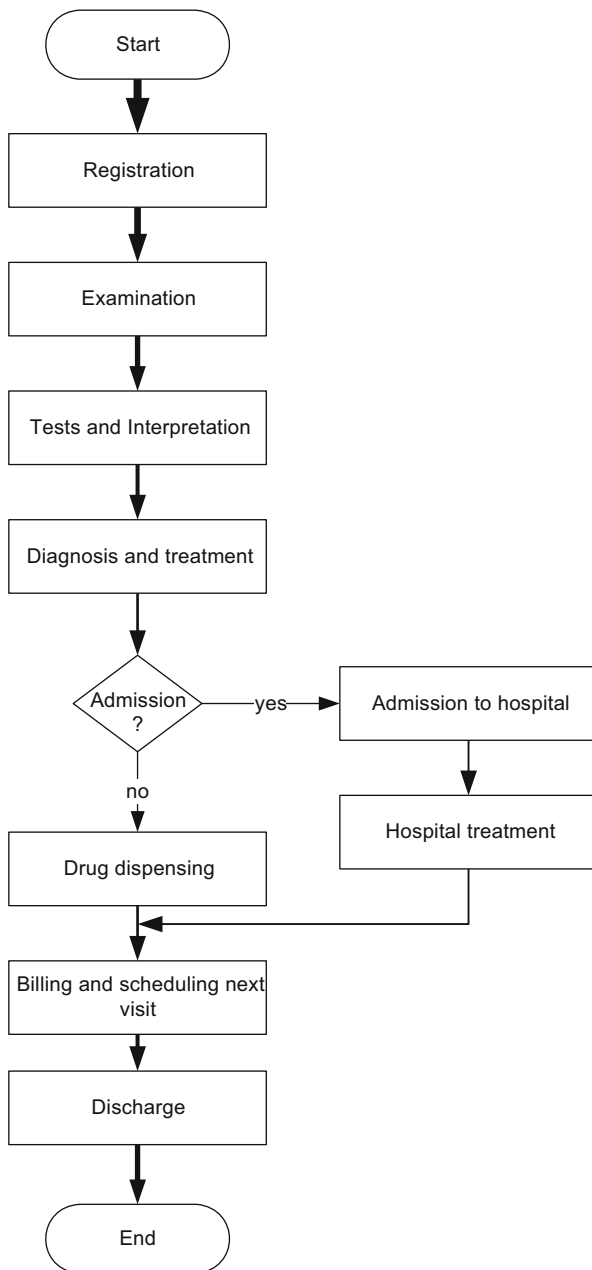 Start
Registration
Examination
Tests and Interpretation
Diagnosis and treatment
Admission
?
yes
Admission to hospital
no
Hospital treatment
Drug dispensing
Billing and scheduling next
visit
Discharge
End